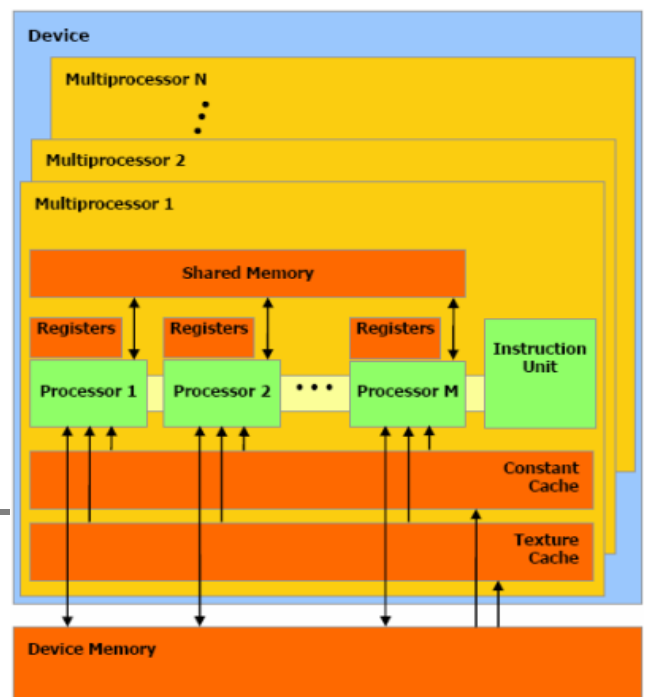 Device
Multiprocessor N
Multiprocessor 2
Multiprocessor 1
Shared Memory
Registers
Registers
Registers
Instruction
Unit
Processor 1
Processor 2
Processor M
Constant
Cache
Texture
Cache
Device Memory